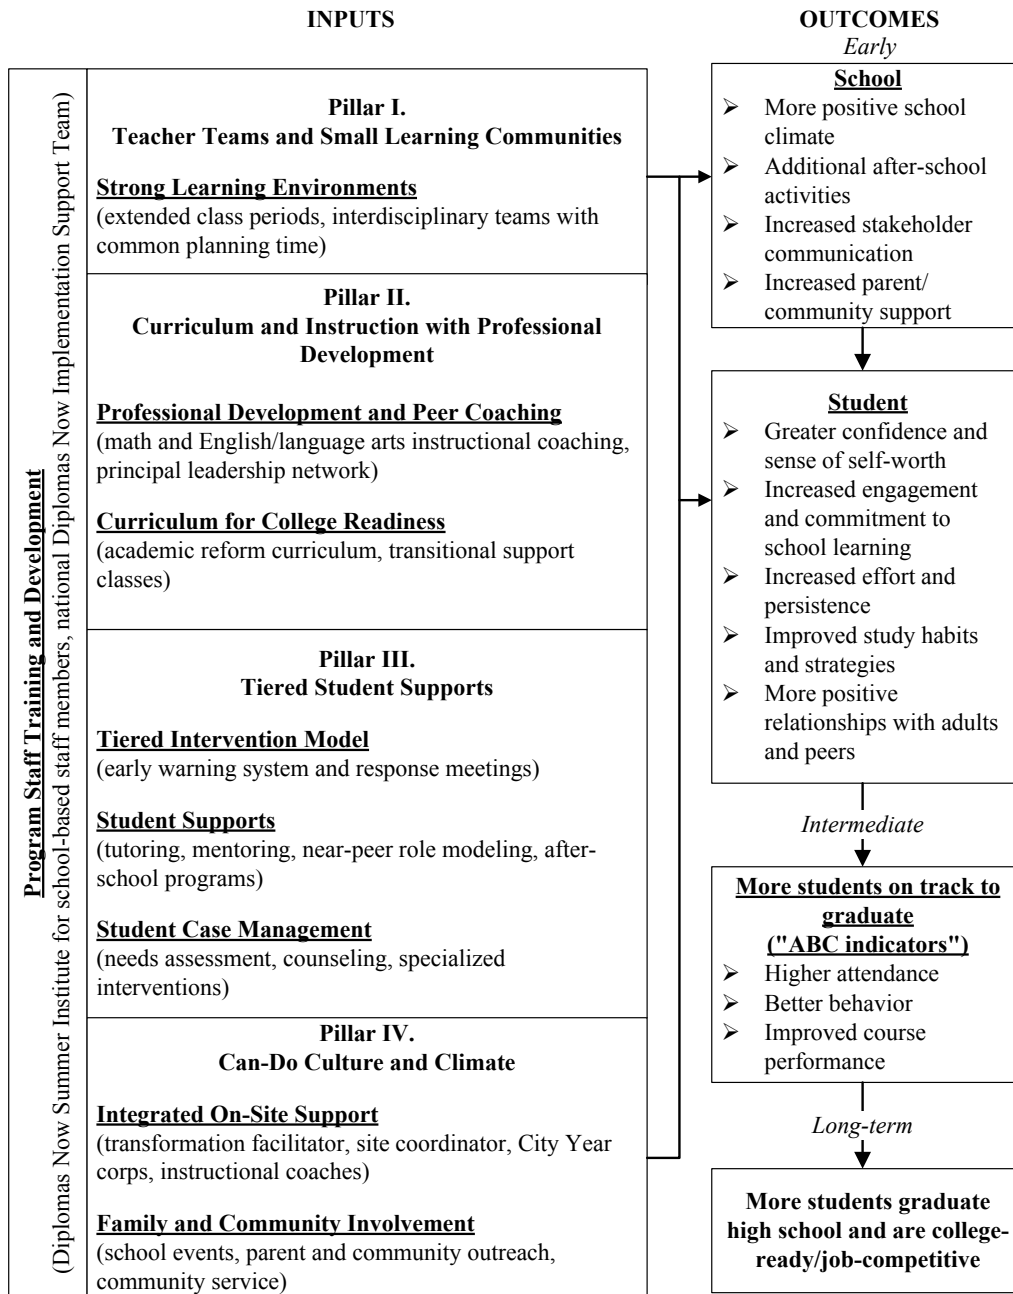 INPUTS
OUTCOMES
Early
Program Staff Training and Development
(Diplomas Now Summer Institute for school-based staff members, national Diplomas Now Implementation Support Team)
Pillar I.
Teacher Teams and Small Learning Communities
Strong Learning Environments
(extended class periods, interdisciplinary teams with
common planning time)
Pillar II.
Curriculum and Instruction with Professional
Development
Professional Development and Peer Coaching
(math and English/language arts instructional coaching,
principal leadership network)
Curriculum for College Readiness
(academic reform curriculum, transitional support
classes)
Pillar III.
Tiered Student Supports
Tiered Intervention Model
(early warning system and response meetings)
Student Supports
(tutoring, mentoring, near-peer role modeling, after-
school programs)
Student Case Management
(needs assessment, counseling, specialized
interventions)
Pillar IV.
Can-Do Culture and Climate
Integrated On-Site Support
(transformation facilitator, site coordinator, City Year
corps, instructional coaches)
Family and Community Involvement
(school events, parent and community outreach,
community service)
School
➢ More positive school
climate
➢ Additional after-school
activities
➢ Increased stakeholder
communication
➢ Increased parent/
community support
Student
➢ Greater confidence and
sense of self-worth
➢ Increased engagement
and commitment to
school learning
➢ Increased effort and
persistence
➢ Improved study habits
and strategies
➢ More positive
relationships with adults
and peers
Intermediate
More students on track to
graduate
("ABC indicators")
➢ Higher attendance
➢ Better behavior
➢ Improved course
performance
Long-term
More students graduate
high school and are college-
ready/job-competitive